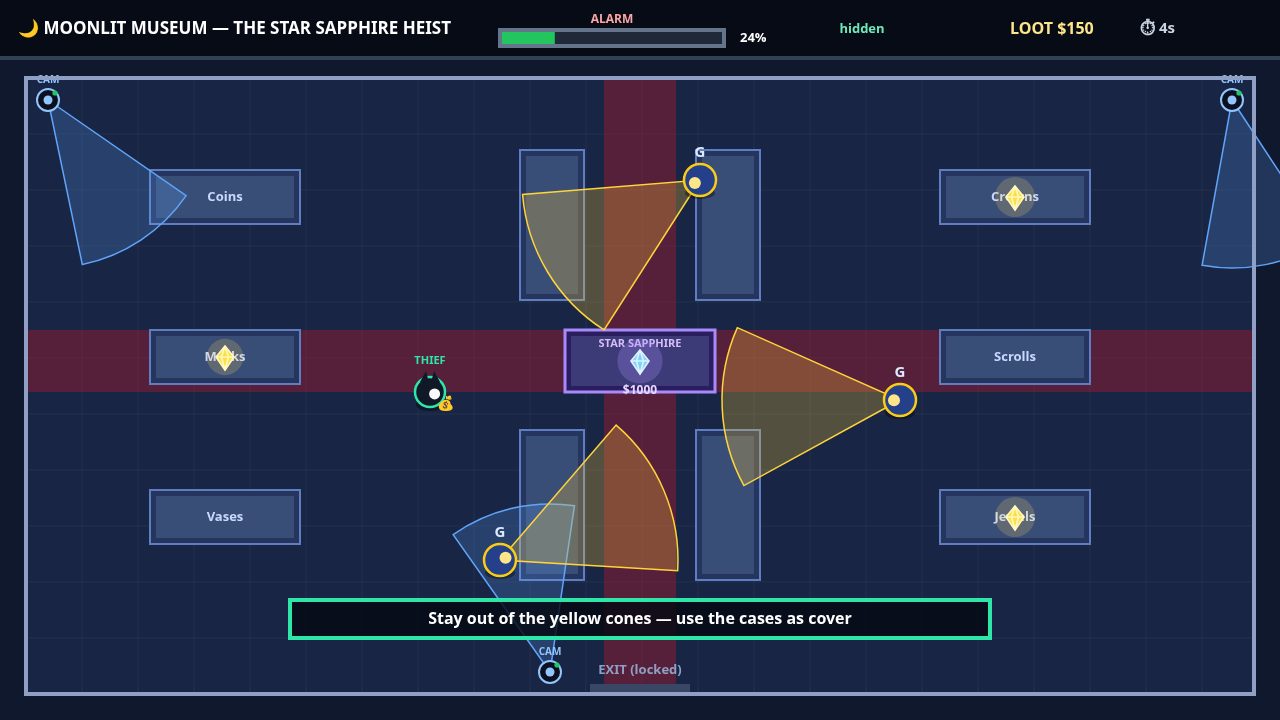 🌙 MOONLIT MUSEUM — THE STAR SAPPHIRE HEIST
ALARM
24%
hidden
LOOT $150
⏱ 4s
CAM
CAM
G
Coins
STAR SAPPHIRE
$1000
THIEF
Scrolls
G
Vases
G
Stay out of the yellow cones — use the cases as cover
CAM
EXIT (locked)